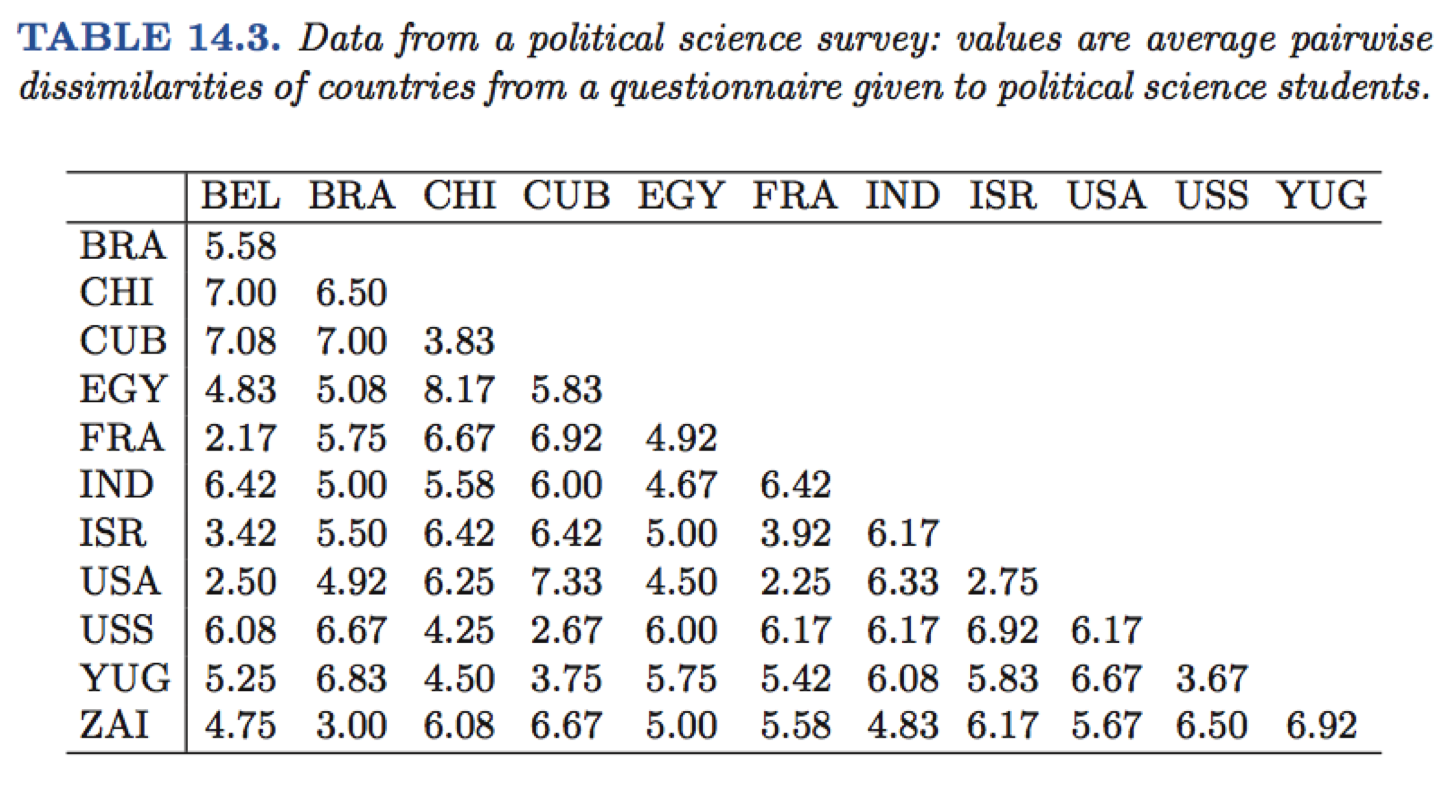 TABLE 14.3. Data from a political science survey: values are average pairwise
dissimilarities of countries from a questionnaire given to political science students.
BEL BRA CHI CUB EGY FRA IND ISR USA USS YUG
BRA 5.58
CHI 7.00 6.50
CUB 7.08 7.00 3.83
EGY 4.83 5.08 8.17 5.83
FRA 2.17 5.75 6.67 6.92 4.92
IND 6.42 5.00 5.58 6.00 4.67 6.42
ISR 3.42 5.50 6.42 6.42 5.00 3.92 6.17
USA 2.50 4.92 6.25 7.33 4.50 2.25 6.33 2.75
USS 6.08 6.67 4.25 2.67 6.00 6.17 6.17 6.92 6.17
YUG 5.25 6.83 4.50 3.75 5.75 5.42 6.08 5.83 6.67 3.67
ZAI 4.75 3.00 6.08 6.67 5.00 5.58 4.83 6.17 5.67 6.50 6.92